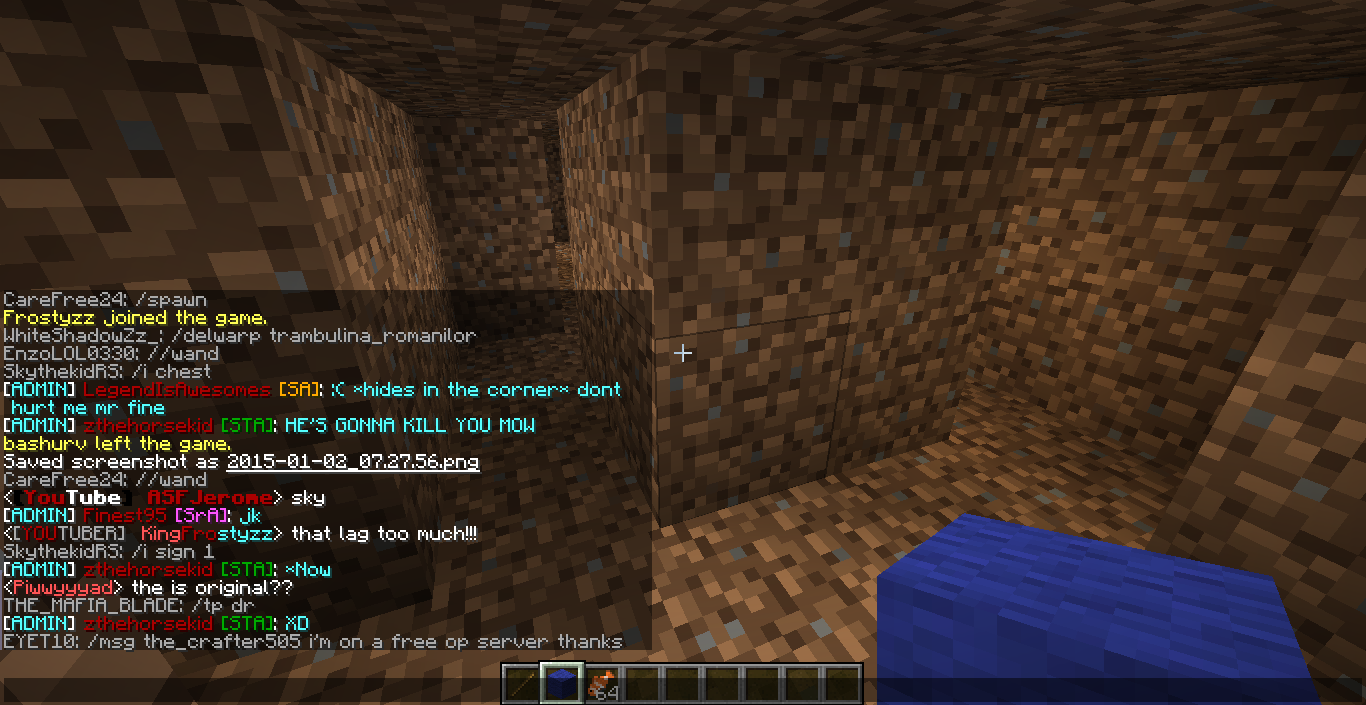 CareFree24: /spawn
Frostyzz joined the game.
WhiteShadowZz_: /delwarp trambulina_romanilor
EnzoLOL0330: //wand
SkythekidRS: /i chest
[ADMIN] LegendIsAwesomes [SA]: :( *hides in the corner* dont
hurt me mr fine
[ADMIN] zthehorsekid [STA]: HE'S GONNA KILL YOU MOW
bashurv left the game.
Saved screenshot as 2015-01-02_07.27.56.png
CareFree24: //wand
< YouTube ASFJerome> sky
[ADMIN] Finest95 [SrA]: jk
<[YOUTUBER] KingFrostyzz> that lag too much!!!
SkythekidRS: /i sign 1
[ADMIN] zthehorsekid [STA]: *Now
<Piwwyyyad> the is original??
THE_MAFIA_BLADE: /tp dr
[ADMIN] zthehorsekid [STA]: XD
EYET10: /msg the_crafter505 i'm on a free op server thanks
64